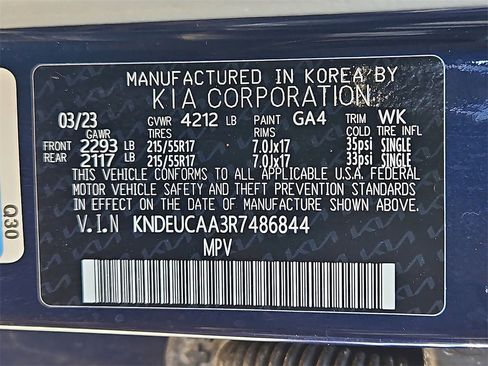 MANUFACTURED IN KOREA BY
KIA CORPORATION
03/23 GVWR 4212 LB PAINT GA4 TRIM WK
GAWR TIRES RIMS COLD TIRE INFL
FRONT 2293 LB 215/55R17 7.0Jx17 35psi SINGLE
REAR 2117 LB 215/55R17 7.0Jx17 33psi SINGLE
THIS VEHICLE CONFORMS TO ALL APPLICABLE U.S.A. FEDERAL
MOTOR VEHICLE SAFETY AND THEFT PREVENTION STANDARDS
IN EFFECT ON THE DATE OF MANUFACTURE SHOWN ABOVE.
V.I.N KNDEUCAA3R7486844
MPV
Q30